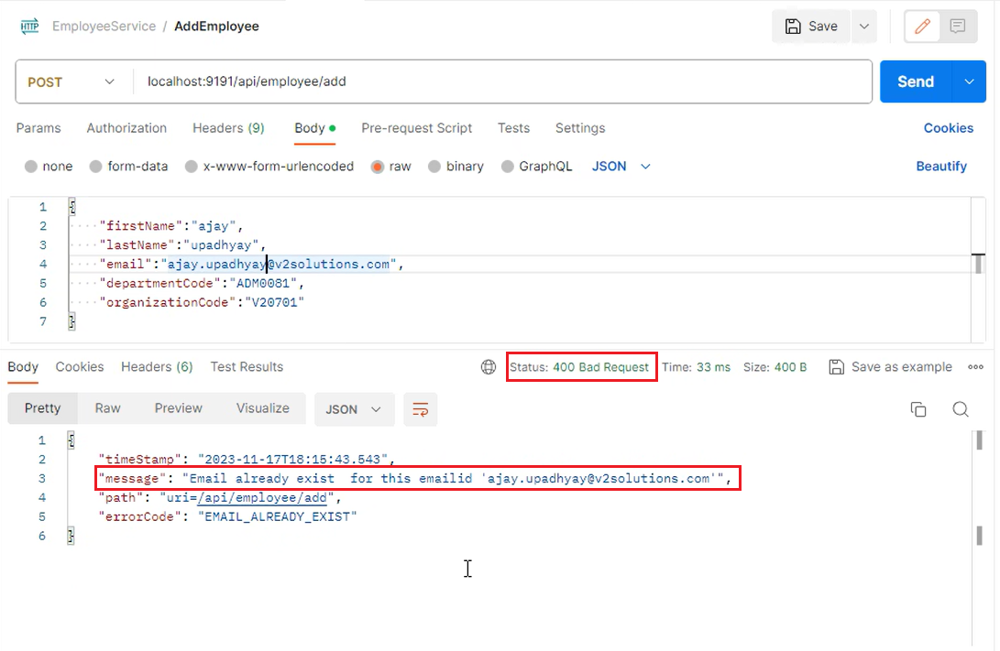 HTTP EmployeeService / AddEmployee Save
POST localhost:9191/api/employee/add Send
Params Authorization Headers (9) Body Pre-request Script Tests Settings Cookies
none form-data x-www-form-urlencoded raw binary GraphQL JSON Beautify
1 {
2 ····"firstName":"ajay",
3 ····"lastName":"upadhyay",
4 ····"email":"ajay.upadhyay@v2solutions.com",
5 ····"departmentCode":"ADM0081",
6 ····"organizationCode":"V20701"
7 }
Body Cookies Headers (6) Test Results Status: 400 Bad Request Time: 33 ms Size: 400 B Save as example
Pretty Raw Preview Visualize JSON
1 {
2 "timeStamp": "2023-11-17T18:15:43.543",
3 "message": "Email already exist  for this emailid 'ajay.upadhyay@v2solutions.com'",
4 "path": "uri=/api/employee/add",
5 "errorCode": "EMAIL_ALREADY_EXIST"
6 }